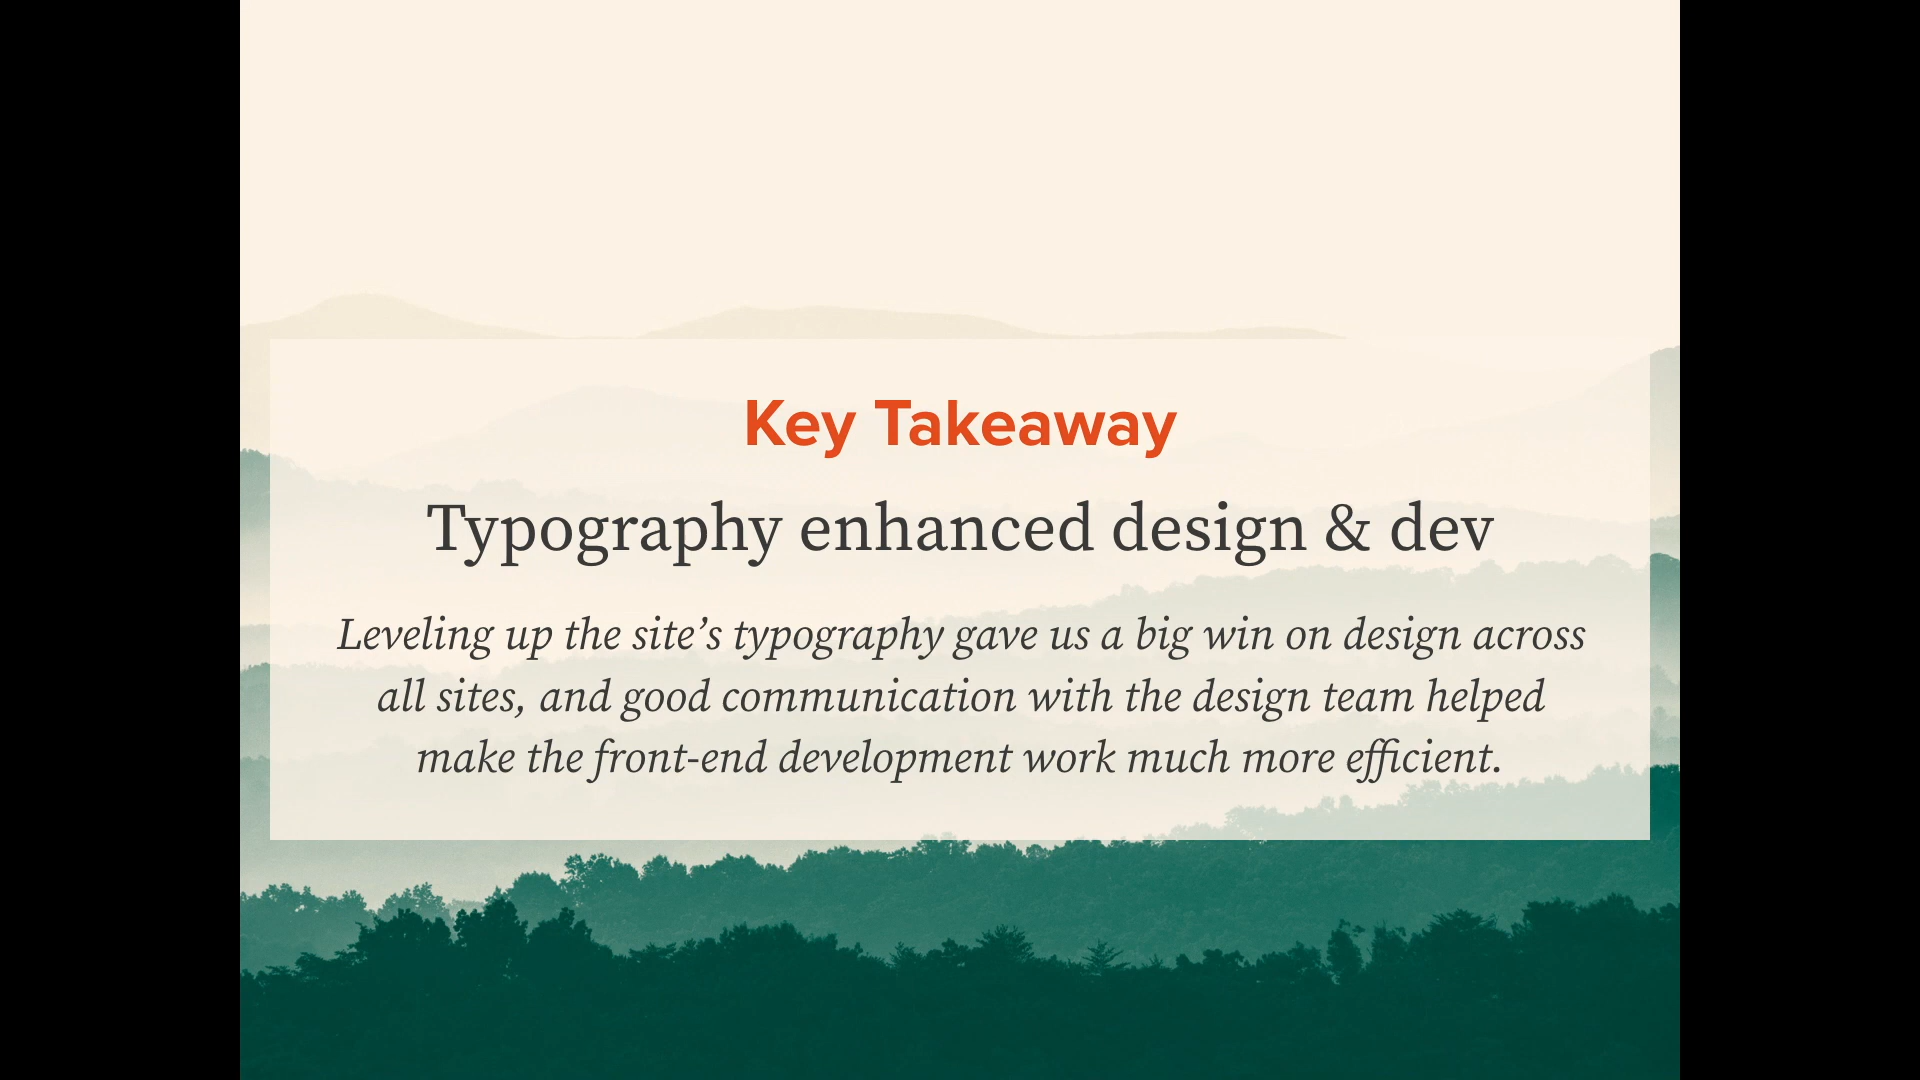 Key Takeaway
Typography enhanced design & dev
Leveling up the site’s typography gave us a big win on design across
all sites, and good communication with the design team helped
make the front-end development work much more efficient.